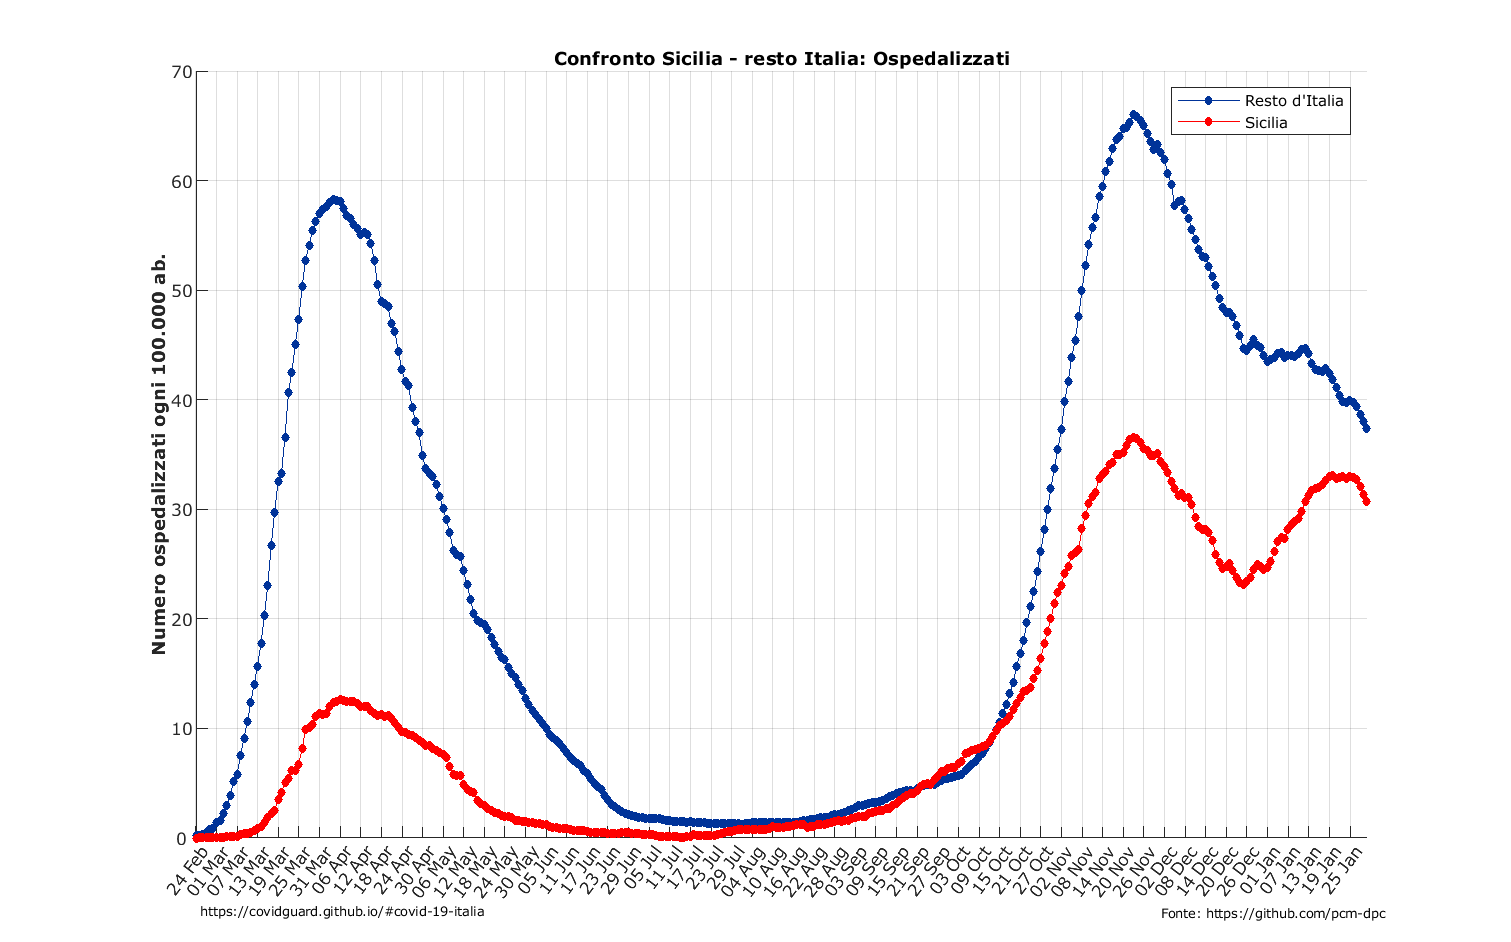 Confronto Sicilia - resto Italia: Ospedalizzati
Numero ospedalizzati ogni 100.000 ab.
70
60
50
40
30
20
10
0
Resto d'Italia
Sicilia
24 Feb
01 Mar
07 Mar
13 Mar
19 Mar
25 Mar
31 Mar
06 Apr
12 Apr
18 Apr
24 Apr
30 Apr
06 May
12 May
18 May
24 May
30 May
05 Jun
11 Jun
17 Jun
23 Jun
29 Jun
05 Jul
11 Jul
17 Jul
23 Jul
29 Jul
04 Aug
10 Aug
16 Aug
22 Aug
28 Aug
03 Sep
09 Sep
15 Sep
21 Sep
27 Sep
03 Oct
09 Oct
15 Oct
21 Oct
27 Oct
02 Nov
08 Nov
14 Nov
20 Nov
26 Nov
02 Dec
08 Dec
14 Dec
20 Dec
26 Dec
01 Jan
07 Jan
13 Jan
19 Jan
25 Jan
https://covidguard.github.io/#covid-19-italia
Fonte: https://github.com/pcm-dpc